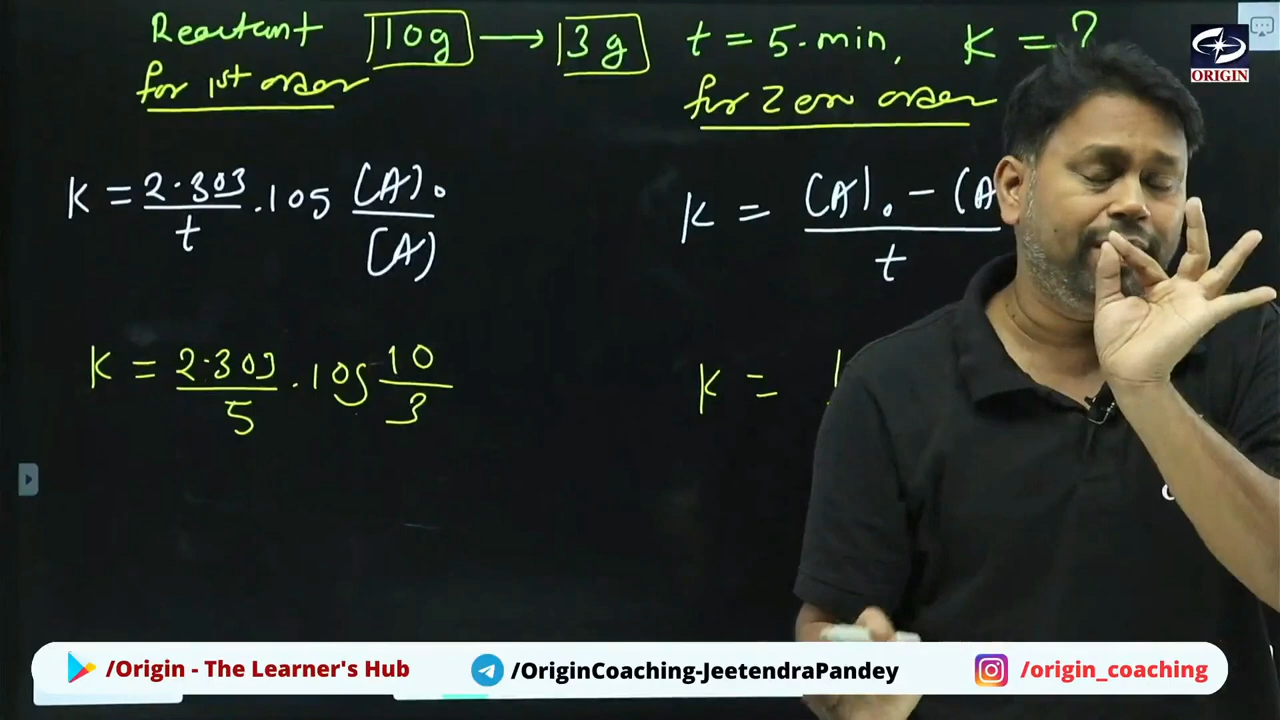 Reactant 10g → 3g t = 5 min, K = ?
for 1st order
for Zero order
K = 2.303 / t . log (A)₀ / (A)
K = (A)₀ - (A / t
K = 2.303 / 5 . log 10 / 3
K =
ORIGIN
/Origin - The Learner's Hub
/OriginCoaching-JeetendraPandey
/origin_coaching